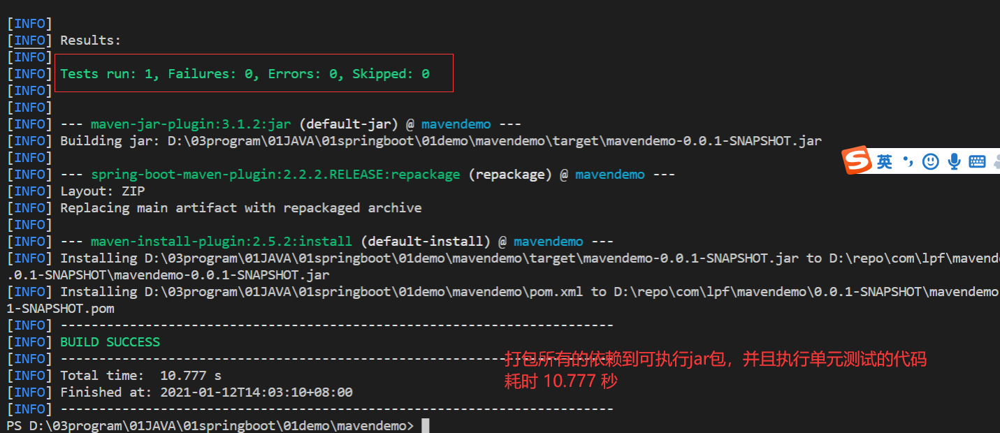 [INFO]
[INFO] Results:
[INFO]
[INFO] Tests run: 1, Failures: 0, Errors: 0, Skipped: 0
[INFO]
[INFO]
[INFO] --- maven-jar-plugin:3.1.2:jar (default-jar) @ mavendemo ---
[INFO] Building jar: D:\03program\01JAVA\01springboot\01demo\mavendemo\target\mavendemo-0.0.1-SNAPSHOT.jar
[INFO]
英
[INFO] --- spring-boot-maven-plugin:2.2.2.RELEASE:repackage (repackage) @ mavendemo ---
[INFO] Layout: ZIP
[INFO] Replacing main artifact with repackaged archive
[INFO]
[INFO] --- maven-install-plugin:2.5.2:install (default-install) @ mavendemo ---
[INFO] Installing D:\03program\01JAVA\01springboot\01demo\mavendemo\target\mavendemo-0.0.1-SNAPSHOT.jar to D:\repo\com\lpf\mavend
.0.1-SNAPSHOT\mavendemo-0.0.1-SNAPSHOT.jar
[INFO] Installing D:\03program\01JAVA\01springboot\01demo\mavendemo\pom.xml to D:\repo\com\lpf\mavendemo\0.0.1-SNAPSHOT\mavendemo
1-SNAPSHOT.pom
[INFO] ------------------------------------------------------------------------
[INFO] BUILD SUCCESS
[INFO] ------------------------------------------------------------------------
打包所有的依赖到可执行jar包，并且执行单元测试的代码
耗时 10.777 秒
[INFO] Total time:  10.777 s
[INFO] Finished at: 2021-01-12T14:03:10+08:00
[INFO] ------------------------------------------------------------------------
PS D:\03program\01JAVA\01springboot\01demo\mavendemo>